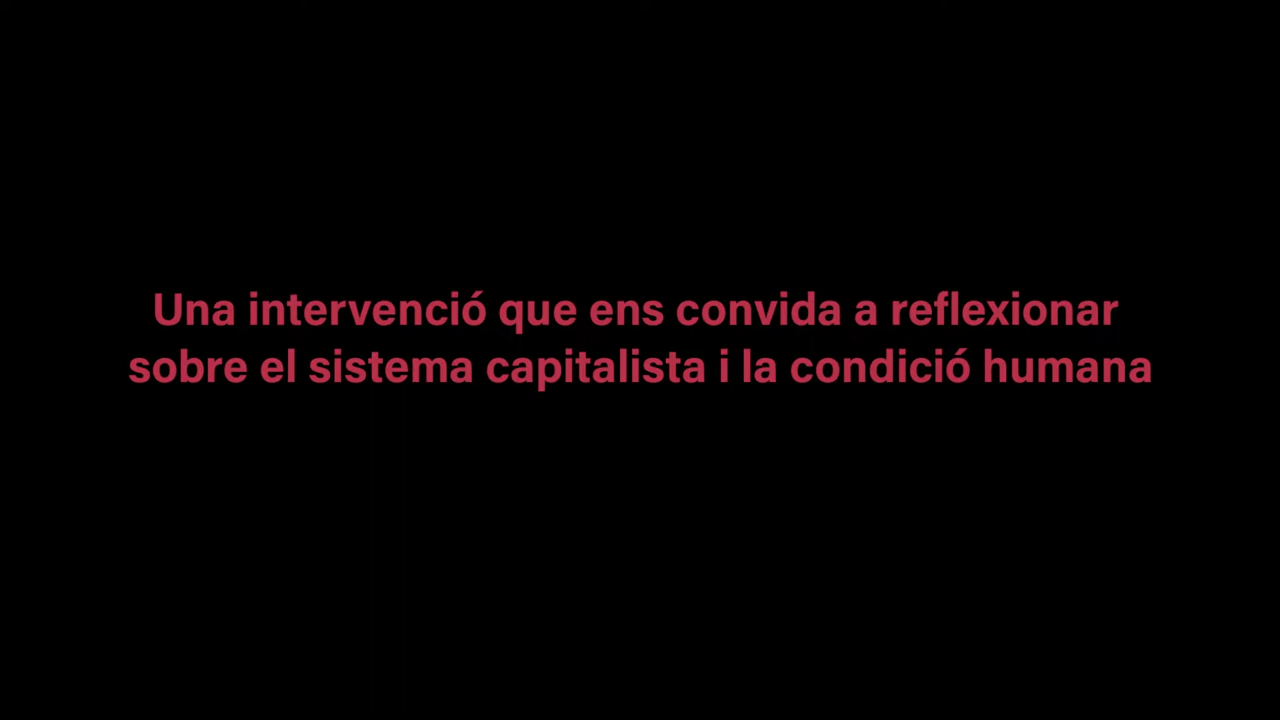 Una intervenció que ens convida a reflexionar
sobre el sistema capitalista i la condició humana